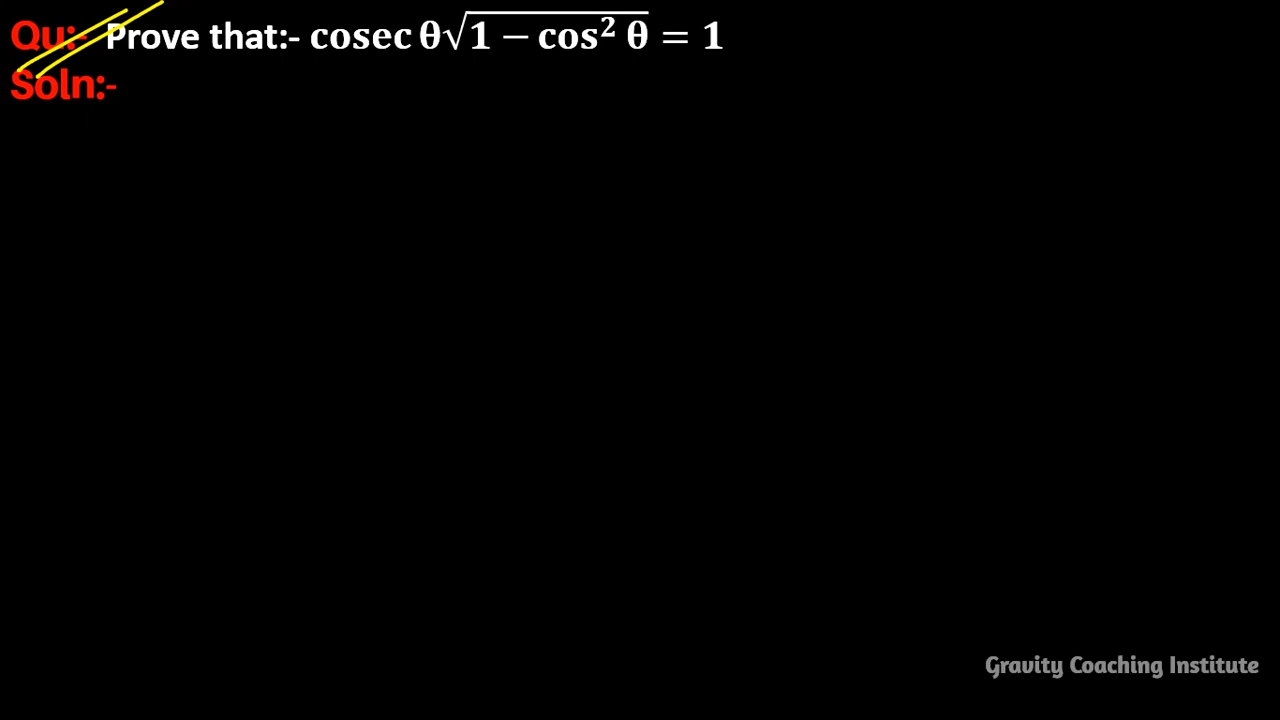 Qu:- Prove that:- cosec θ√1 − cos² θ = 1
Soln:-
Gravity Coaching Institute